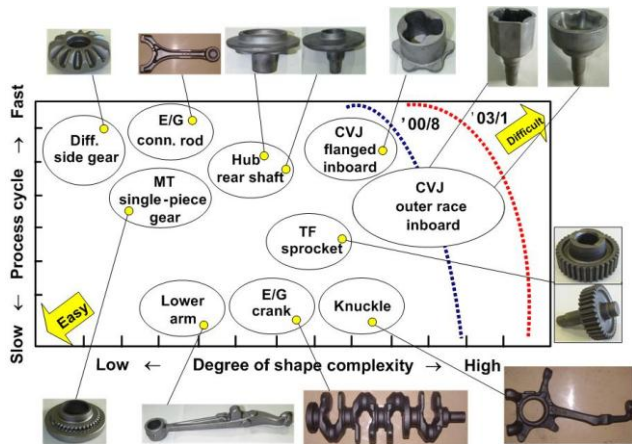 Fast
Process cycle →
Slow ←
Diff.
side gear
E/G
conn. rod
MT
single-piece
gear
Hub
rear shaft
CVJ
flanged
inboard
'00/8
'03/1
Difficult
CVJ
outer race
inboard
TF
sprocket
Easy
Lower
arm
E/G
crank
Knuckle
Low ← Degree of shape complexity → High